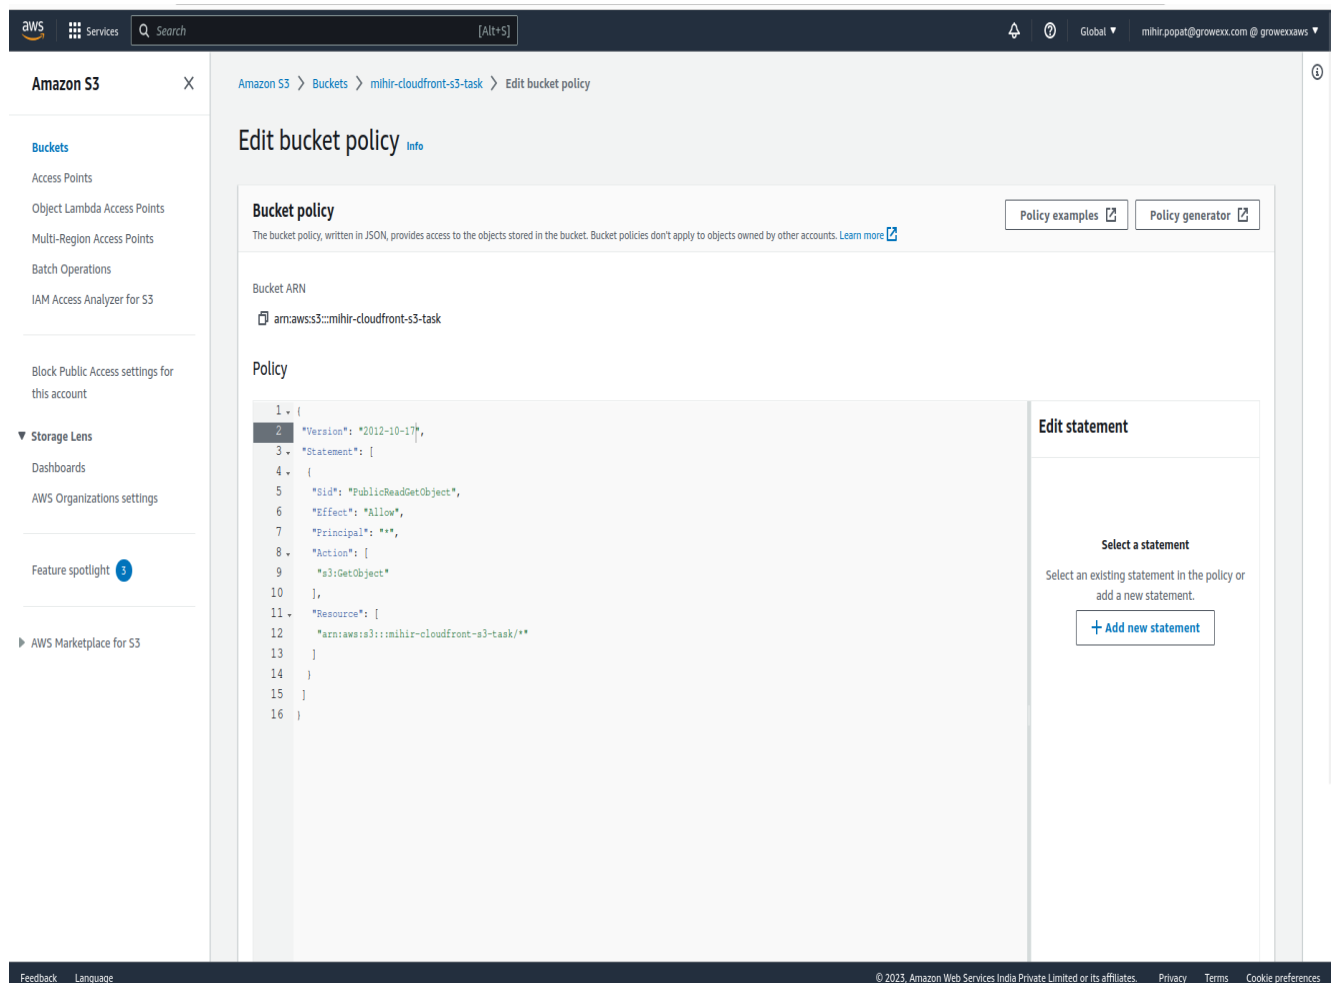 aws Services Search [Alt+S] Global mihir.popat@growexx.com @ growexxaws
Amazon S3
Buckets
Access Points
Object Lambda Access Points
Multi-Region Access Points
Batch Operations
IAM Access Analyzer for S3
Block Public Access settings for
this account
Storage Lens
Dashboards
AWS Organizations settings
Feature spotlight 3
AWS Marketplace for S3
Amazon S3 > Buckets > mihir-cloudfront-s3-task > Edit bucket policy
Edit bucket policy Info
Bucket policy
The bucket policy, written in JSON, provides access to the objects stored in the bucket. Bucket policies don't apply to objects owned by other accounts. Learn more
Policy examples
Policy generator
Bucket ARN
arn:aws:s3:::mihir-cloudfront-s3-task
Policy
1 {
2 "Version": "2012-10-17",
3 "Statement": [
4 {
5 "Sid": "PublicReadGetObject",
6 "Effect": "Allow",
7 "Principal": "*",
8 "Action": [
9 "s3:GetObject"
10 ],
11 "Resource": [
12 "arn:aws:s3:::mihir-cloudfront-s3-task/*"
13 ]
14 }
15 ]
16 }
Edit statement
Select a statement
Select an existing statement in the policy or
add a new statement.
+ Add new statement
Feedback Language © 2023, Amazon Web Services India Private Limited or its affiliates. Privacy Terms Cookie preferences